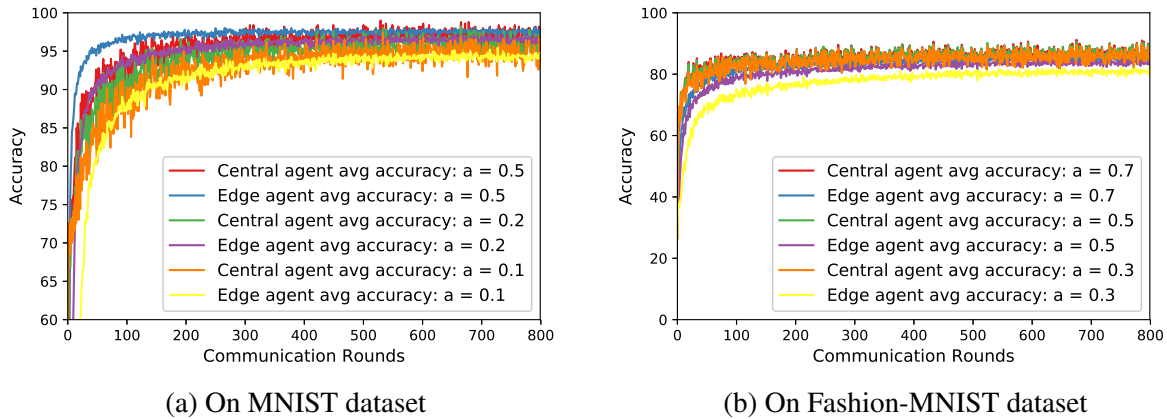 100
95
90
85
80
75
70
65
60
Accuracy
0 100 200 300 400 500 600 700 800
Communication Rounds
Central agent avg accuracy: a = 0.5
Edge agent avg accuracy: a = 0.5
Central agent avg accuracy: a = 0.2
Edge agent avg accuracy: a = 0.2
Central agent avg accuracy: a = 0.1
Edge agent avg accuracy: a = 0.1
(a) On MNIST dataset
100
80
60
40
20
0
Accuracy
0 100 200 300 400 500 600 700 800
Communication Rounds
Central agent avg accuracy: a = 0.7
Edge agent avg accuracy: a = 0.7
Central agent avg accuracy: a = 0.5
Edge agent avg accuracy: a = 0.5
Central agent avg accuracy: a = 0.3
Edge agent avg accuracy: a = 0.3
(b) On Fashion-MNIST dataset